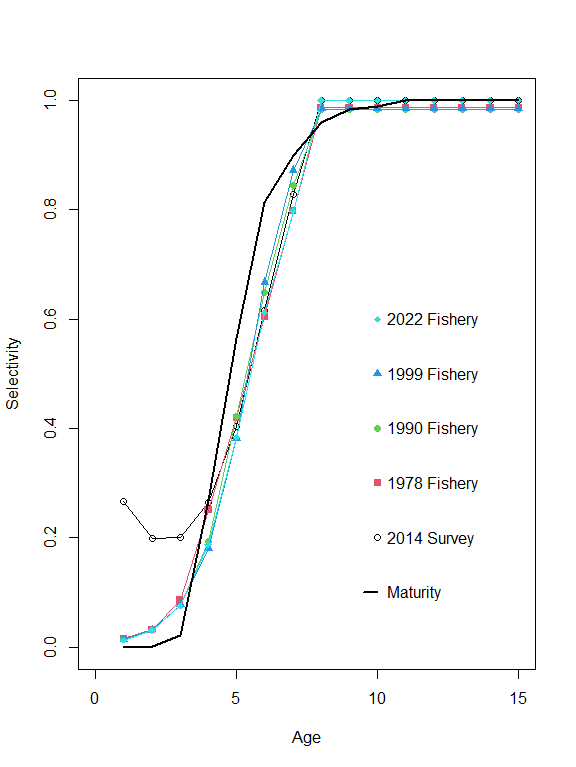 1.0
0.8
0.6
0.4
0.2
0.0
Selectivity
2022 Fishery
1999 Fishery
1990 Fishery
1978 Fishery
2014 Survey
Maturity
0 5 10 15
Age